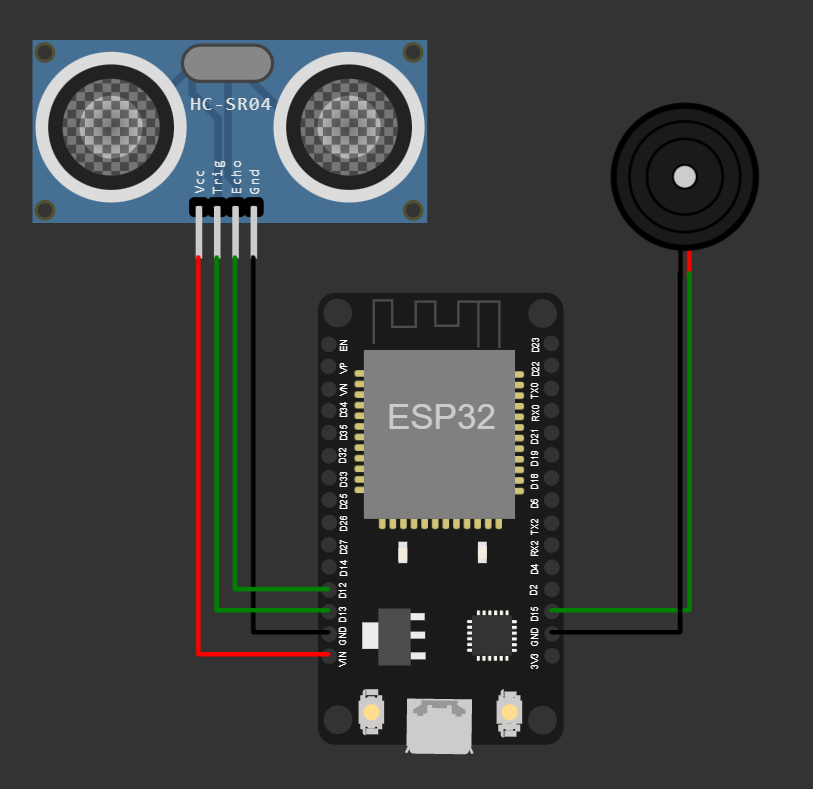 HC-SR04
Vcc
Trig
Echo
Gnd
ESP32
EN
VP
VN
D34
D35
D32
D33
D25
D26
D27
D14
D12
D13
GND
VIN
D23
D22
TX0
RX0
D21
D19
D18
D5
TX2
RX2
D4
D2
D15
GND
3V3